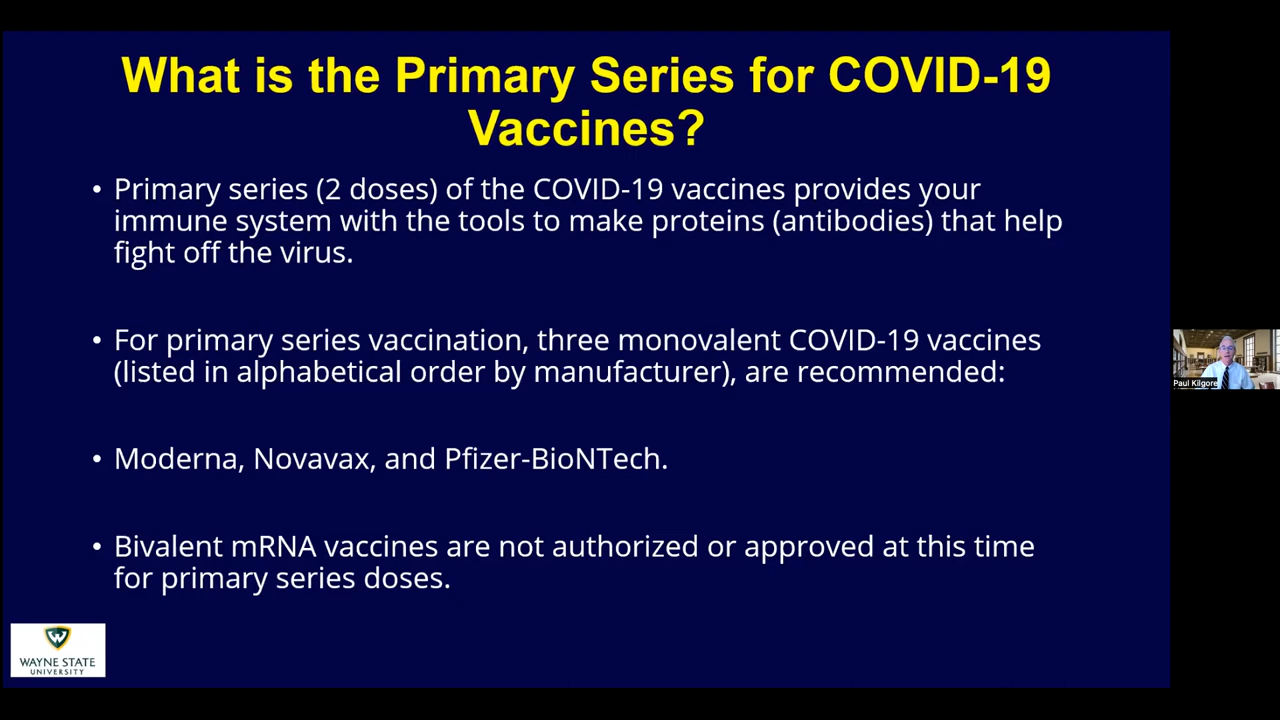 What is the Primary Series for COVID-19
Vaccines?
• Primary series (2 doses) of the COVID-19 vaccines provides your
immune system with the tools to make proteins (antibodies) that help
fight off the virus.
• For primary series vaccination, three monovalent COVID-19 vaccines
(listed in alphabetical order by manufacturer), are recommended:
• Moderna, Novavax, and Pfizer-BioNTech.
• Bivalent mRNA vaccines are not authorized or approved at this time
for primary series doses.
Paul Kilgore
W
WAYNE STATE
UNIVERSITY